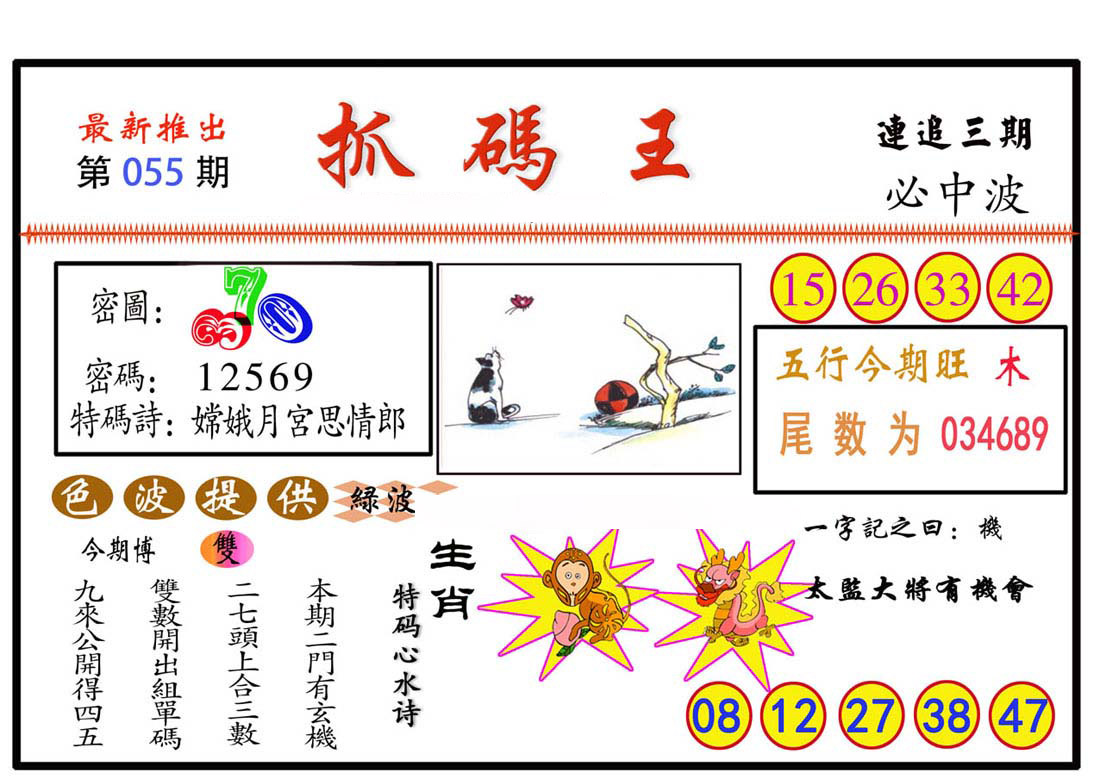 最新推出
第 055 期
抓碼王
連追三期
必中波
密圖：
370
密碼： 12569
特碼詩：嫦娥月宮思情郎
15 26 33 42
五行今期旺 木
尾数为 034689
色波提供 綠波
今期博 雙
生肖
特码心水诗
本期二門有玄機
二七頭上合三數
雙數開出組單碼
九來公開得四五
一字記之曰：機
太監大將有機會
08 12 27 38 47